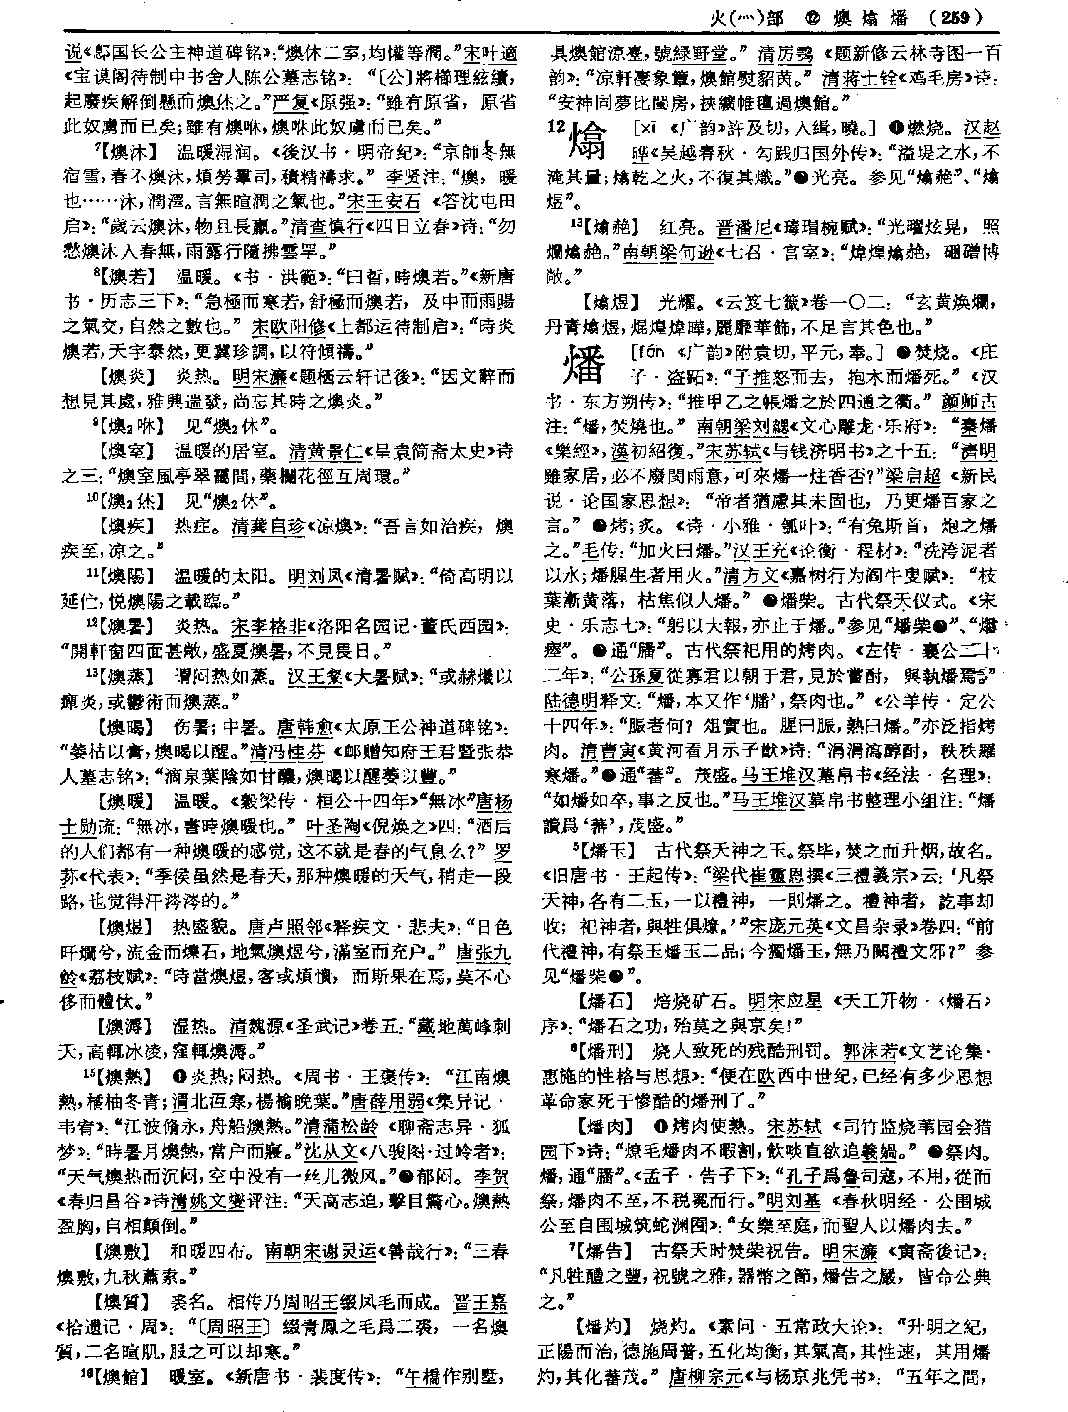 火(灬)部 ⑫ 燠 熻 燔 (259)
说《鄎国长公主神道碑铭》:“燠休二室,均懽等濶。”宋叶適
《宝谟阁待制中书舍人陈公墓志铭》: “〔公〕將梯理絃續,
起廢疾解倒懸而燠烋之。”严复《原强》:“雖有原省, 原省
此奴虜而已矣;雖有燠咻,燠咻此奴虜而已矣。”
7【燠沐】 温暖湿润。《後汉书·明帝纪》:“京師冬無
宿雪,春不燠沐,煩勞羣司,積精禱求。” 李贤注:“燠, 暖
也……沐,潤澤。言無暄潤之氣也。”宋王安石 《答沈屯田
启》:“歲云燠沐,物且長羸。”清查慎行《四日立春》诗:“勿
愁燠沐入春無,雨露行隨拂雲罕。”
8【燠若】 温暖。《书·洪範》:“曰晢,時燠若。”《新唐
书·历志三下》:“急極而寒若,舒極而燠若, 及中而雨暘
之氣交,自然之數也。” 宋欧阳修《上都运待制启》:“時炎
燠若,天宇泰然,更冀珍調,以符傾禱。”
【燠炎】 炎热。明宋濂《题栖云轩记後》:“因文辭而
想見其處,雅興遄發,尚忘其時之燠炎。”
9【燠2咻】 见“燠2休”。
【燠室】 温暖的居室。清黄景仁《呈袁简斋太史》诗
之三:“燠室風亭翠靄間,藥欄花徑互周環。”
10【燠2烋】 见“燠2休”。
【燠疾】 热症。清龚自珍《凉燠》:“吾言如治疾, 燠
疾至,凉之。”
11【燠陽】 温暖的太阳。明刘凤《清暑赋》:“倚高明以
延伫,悦燠陽之載臨。”
12【燠暑】 炎热。宋李格非《洛阳名园记·董氏西园》:
“開軒窗四面甚敞,盛夏燠暑,不見畏日。”
13【燠蒸】 谓闷热如蒸。汉王粲《大暑赋》:“或赫爔以
癉炎,或鬱術而燠蒸。”
【燠暍】 伤暑;中暑。唐韩愈《太原王公神道碑铭》:
“萎枯以膏,燠暍以醒。”清冯桂芬 《邮赠知府王君暨张恭
人墓志铭》:“滴泉葉陰如甘醴,燠暍以醒萎以豐。”
【燠暖】 温暖。《穀梁传·桓公十四年》“無冰”唐杨
士勋疏:“無冰,書時燠暖也。” 叶圣陶《倪焕之》四:“酒后
的人们都有一种燠暖的感觉,这不就是春的气息么?” 罗
荪《代表》:“季侯虽然是春天,那种燠暖的天气,稍走一段
路,也觉得汗涔涔的。”
【燠煜】 热盛貌。唐卢照邻《释疾文·悲夫》:“日色
旰爛兮,流金而爍石,地氣燠煜兮,滿室而充户。” 唐张九
龄《荔枝赋》:“時當燠煜,客或煩憒, 而斯果在焉,莫不心
侈而體忲。”
【燠溽】 湿热。清魏源《圣武记》卷五:“藏地萬峰刺
天,高輒冰淩,窪輒燠溽。”
15【燠熱】 ❶炎热;闷热。《周书·王褒传》: “江南燠
熱,橘柚冬青;渭北沍寒,楊榆晚葉。”唐薛用弱《集异记·
韦宥》:“江波脩永,舟船燠熱。”清蒲松龄 《聊斋志异·狐
梦》:“時暑月燠熱,當户而寢。”沈从文《八骏图·过岭者》:
“天气燠热而沉闷,空中没有一丝儿微风。”❷郁闷。 李贺
《春归昌谷》诗清姚文燮评注:“天高志迫,擊目驚心。燠熱
盈胸,自相顛倒。”
【燠敷】 和暖四布。南朝宋谢灵运《善哉行》:“三春
燠敷,九秋蕭索。”
【燠質】 裘名。相传乃周昭王缀凤毛而成。晋王嘉
《拾遗记·周》: “〔周昭王〕 綴青鳳之毛爲二裘, 一名燠
質,二名暄肌,服之可以却寒。”
16【燠館】 暖室。《新唐书·裴度传》: “午橋作别墅,
具燠館涼臺,號緑野堂。” 清厉鹗 《题新修云林寺图一百
韵》:“凉軒夔象簟,燠館熨貂茵。” 清蒋士铨《鸡毛房》诗:
“安神同夢比闥房,挾纊帷氊過燠館。”
12 熻 [xī 《广韵》許及切,入缉,曉。] ❶燃烧。汉赵
晔《吴越春秋·勾践归国外传》:“溢堤之水,不
淹其量;熻乾之火,不復其熾。”❷光亮。参见“熻赩”、“熻
煜”。
13【熻赩】 红亮。晋潘尼《瑇瑁椀赋》:“光曜炫晃, 照
爛熻赩。”南朝梁何逊《七召·宫室》:“煒煌熻赩, 硼磳博
敞。”
【熻煜】 光耀。《云笈七籤》卷一〇二: “玄黄焕爛,
丹青熻煜,焜煌煒曄,麗靡華飾,不足言其色也。”
燔 [fán 《广韵》附袁切,平元,奉。] ❶焚烧。《庄
子·盗跖》:“子推怒而去, 抱木而燔死。” 《汉
书·东方朔传》:“推甲乙之帳燔之於四通之衢。” 颜师古
注:“燔,焚燒也。” 南朝梁刘勰《文心雕龙·乐府》: “秦燔
《樂經》,漢初紹復。”宋苏轼《与钱济明书》之十五: “濟明
雖家居,必不廢閔雨意,可來燔一炷香否?”梁启超 《新民
说·论国家思想》: “帝者猶慮其未固也, 乃更燔百家之
言。” ❷烤;炙。《诗·小雅·瓠叶》:“有兔斯首, 炮之燔
之。”毛传:“加火曰燔。”汉王充《论衡·程材》:“洗洿泥者
以水;燔腥生者用火。”清方文《嘉树行为阎牛叟赋》: “枝
葉漸黄落, 枯焦似人燔。” ❸燔柴。古代祭天仪式。《宋
史·乐志七》:“躬以大報,亦止于燔。”参见“燔柴❶”、“燔
瘞”。 ❹通“膰”。古代祭祀用的烤肉。《左传·襄公二十
二年》:“公孫夏從寡君以朝于君,見於嘗酎, 與執燔焉”
陆德明释文:“燔,本又作‘膰’,祭肉也。” 《公羊传·定公
十四年》:“脤者何? 俎實也。 腥曰脤,熟曰燔。”亦泛指烤
肉。 清曹寅《黄河看月示子猷》诗:“涓涓瀉醇酎, 秩秩羅
寒燔。”❺通“蕃”。 茂盛。马王堆汉墓帛书《经法·名理》:
“如燔如卒,事之反也。”马王堆汉墓帛书整理小组注:“燔
讀爲‘蕃’,茂盛。”
5【燔玉】 古代祭天神之玉。祭毕,焚之而升烟,故名。
《旧唐书·王起传》:“梁代崔靈恩撰《三禮義宗》云:‘凡祭
天神,各有二玉,一以禮神, 一則燔之。 禮神者, 訖事却
收; 祀神者,與牲俱燎。’”宋庞元英《文昌杂录》卷四:“前
代禮神,有祭玉燔玉二品;今獨燔玉,無乃闕禮文邪?” 参
见“燔柴❶”。
【燔石】 焙烧矿石。明宋应星 《天工开物·〈燔石〉
序》:“燔石之功,殆莫之與京矣!”
6【燔刑】 烧人致死的残酷刑罚。郭沫若《文艺论集·
惠施的性格与思想》:“便在欧西中世纪,已经有多少思想
革命家死于惨酷的燔刑了。”
【燔肉】 ❶烤肉使熟。宋苏轼 《司竹监烧苇园会猎
园下》诗:“燎毛燔肉不暇割,飲啖直欲追羲媧。” ❷祭肉。
燔,通“膰”。《孟子·告子下》:“孔子爲魯司寇,不用,從而
祭,燔肉不至,不税冕而行。”明刘基 《春秋明经·公围成
公至自围成筑蛇渊囿》:“女樂至庭,而聖人以燔肉去。”
7【燔告】 古祭天时焚柴祝告。明宋濂 《寅斋後记》:
“凡牲醴之豐,祝號之雅,器幣之節,燔告之嚴, 皆命公典
之。”
【燔灼】 烧灼。《素问·五常政大论》: “升明之紀,
正陽而治,德施周普,五化均衡,其氣高,其性速, 其用燔
灼,其化蕃茂。” 唐柳宗元《与杨京兆凭书》: “五年之間,